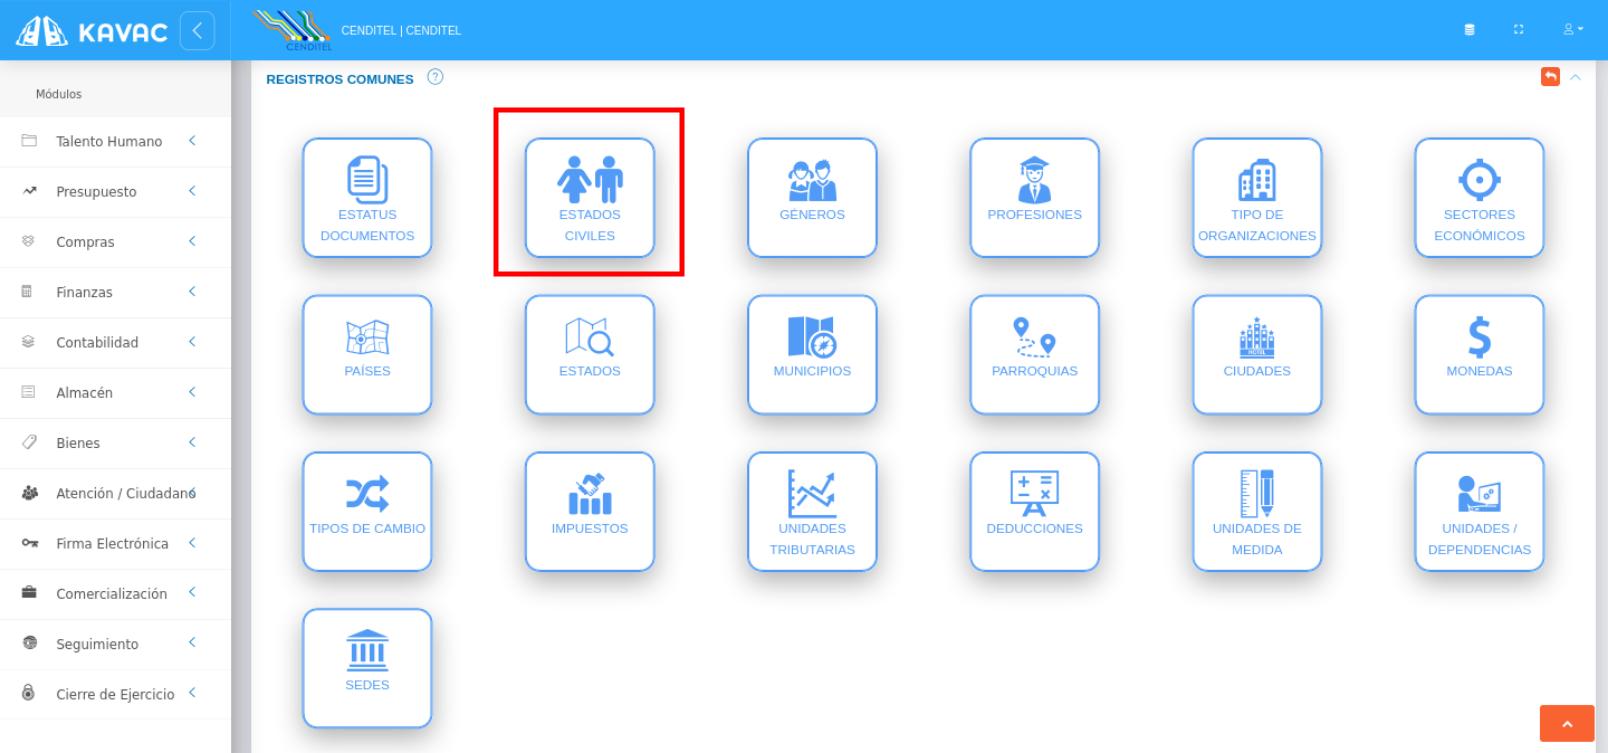 KAVAC
CENDITEL
CENDITEL | CENDITEL
Módulos
Talento Humano
Presupuesto
Compras
Finanzas
Contabilidad
Almacén
Bienes
Atención / Ciudadano
Firma Electrónica
Comercialización
Seguimiento
Cierre de Ejercicio
REGISTROS COMUNES ?
ESTATUS
DOCUMENTOS
ESTADOS
CIVILES
GÉNEROS
PROFESIONES
TIPO DE
ORGANIZACIONES
SECTORES
ECONÓMICOS
PAÍSES
ESTADOS
MUNICIPIOS
PARROQUIAS
HOTEL
CIUDADES
$
MONEDAS
TIPOS DE CAMBIO
IMPUESTOS
UNIDADES
TRIBUTARIAS
DEDUCCIONES
UNIDADES DE
MEDIDA
UNIDADES /
DEPENDENCIAS
SEDES